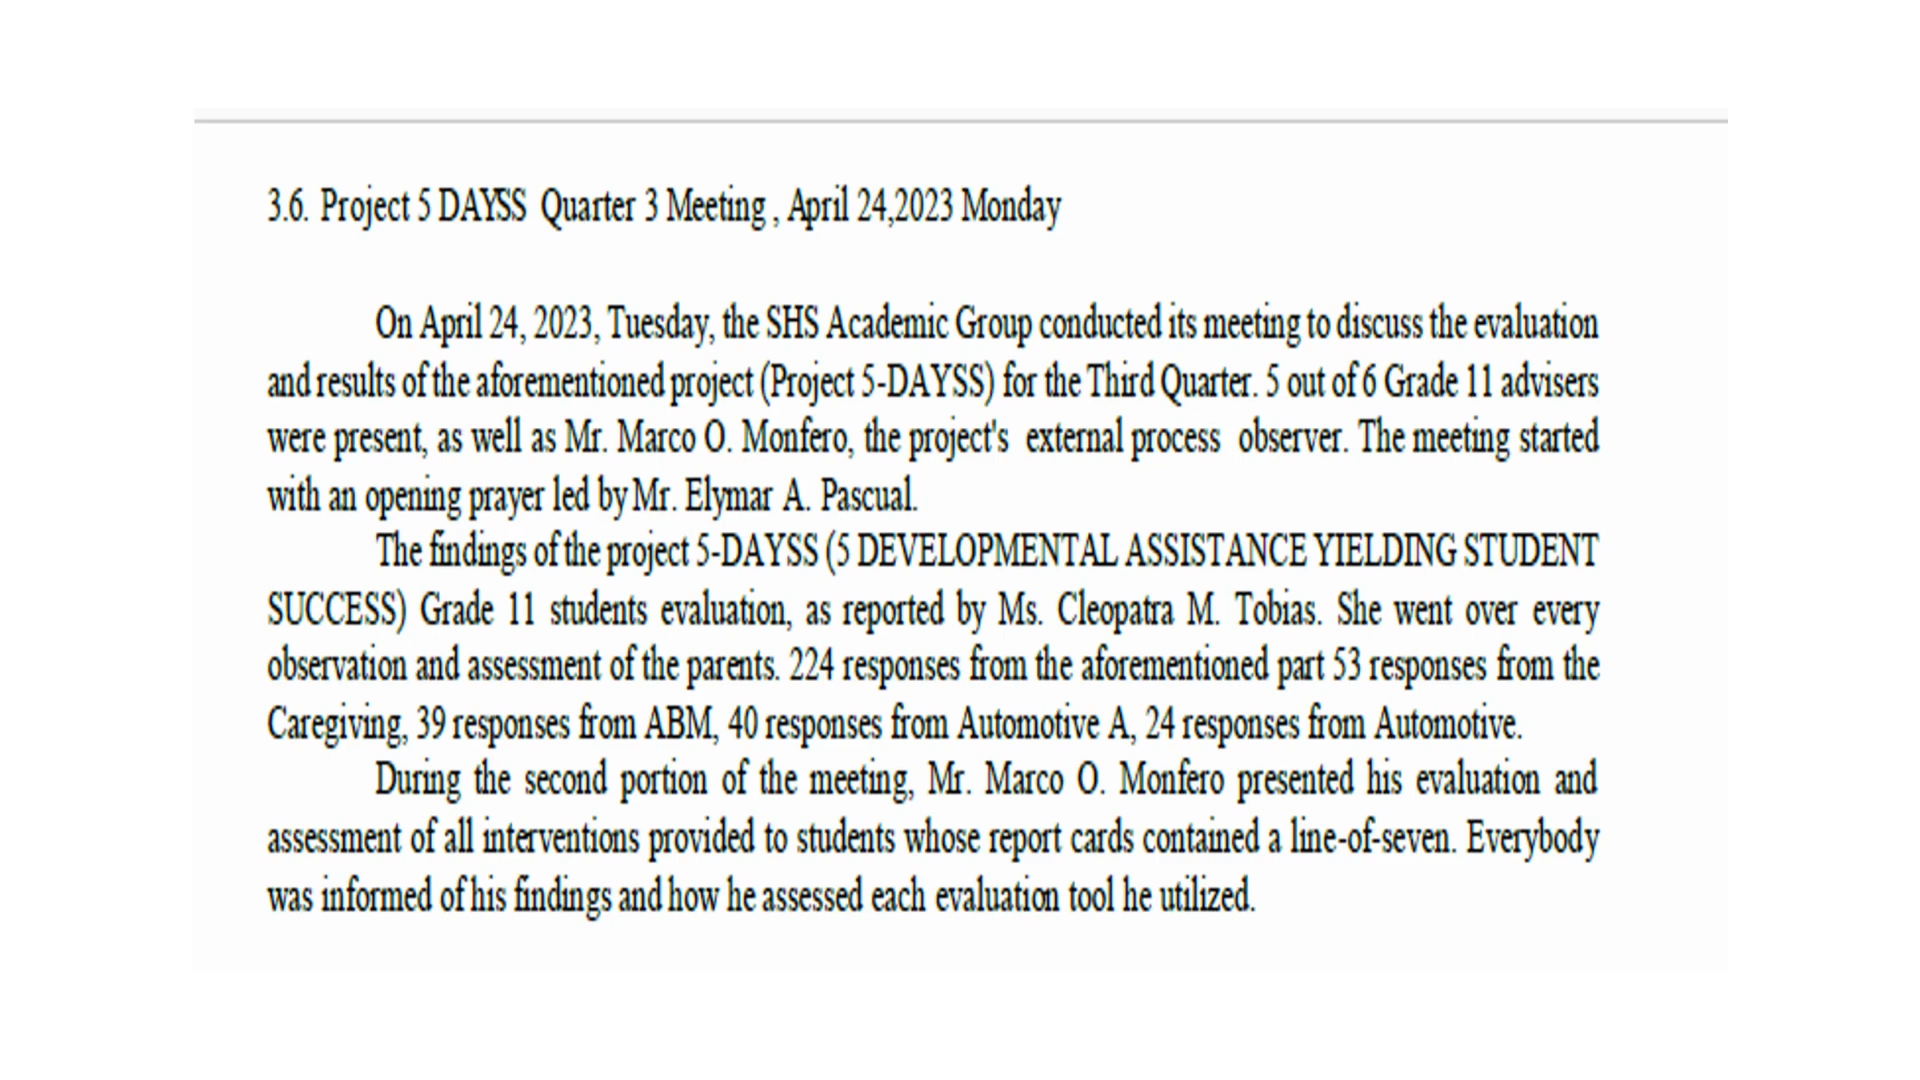 3.6. Project 5 DAYSS Quarter 3 Meeting , April 24,2023 Monday
On April 24, 2023, Tuesday, the SHS Academic Group conducted its meeting to discuss the evaluation
and results of the aforementioned project (Project 5-DAYSS) for the Third Quarter. 5 out of 6 Grade 11 advisers
were present, as well as Mr. Marco O. Monfero, the project's external process observer. The meeting started
with an opening prayer led by Mr. Elymar A. Pascual.
The findings of the project 5-DAYSS (5 DEVELOPMENTAL ASSISTANCE YIELDING STUDENT
SUCCESS) Grade 11 students evaluation, as reported by Ms. Cleopatra M. Tobias. She went over every
observation and assessment of the parents. 224 responses from the aforementioned part 53 responses from the
Caregiving, 39 responses from ABM, 40 responses from Automotive A, 24 responses from Automotive.
During the second portion of the meeting, Mr. Marco O. Monfero presented his evaluation and
assessment of all interventions provided to students whose report cards contained a line-of-seven. Everybody
was informed of his findings and how he assessed each evaluation tool he utilized.